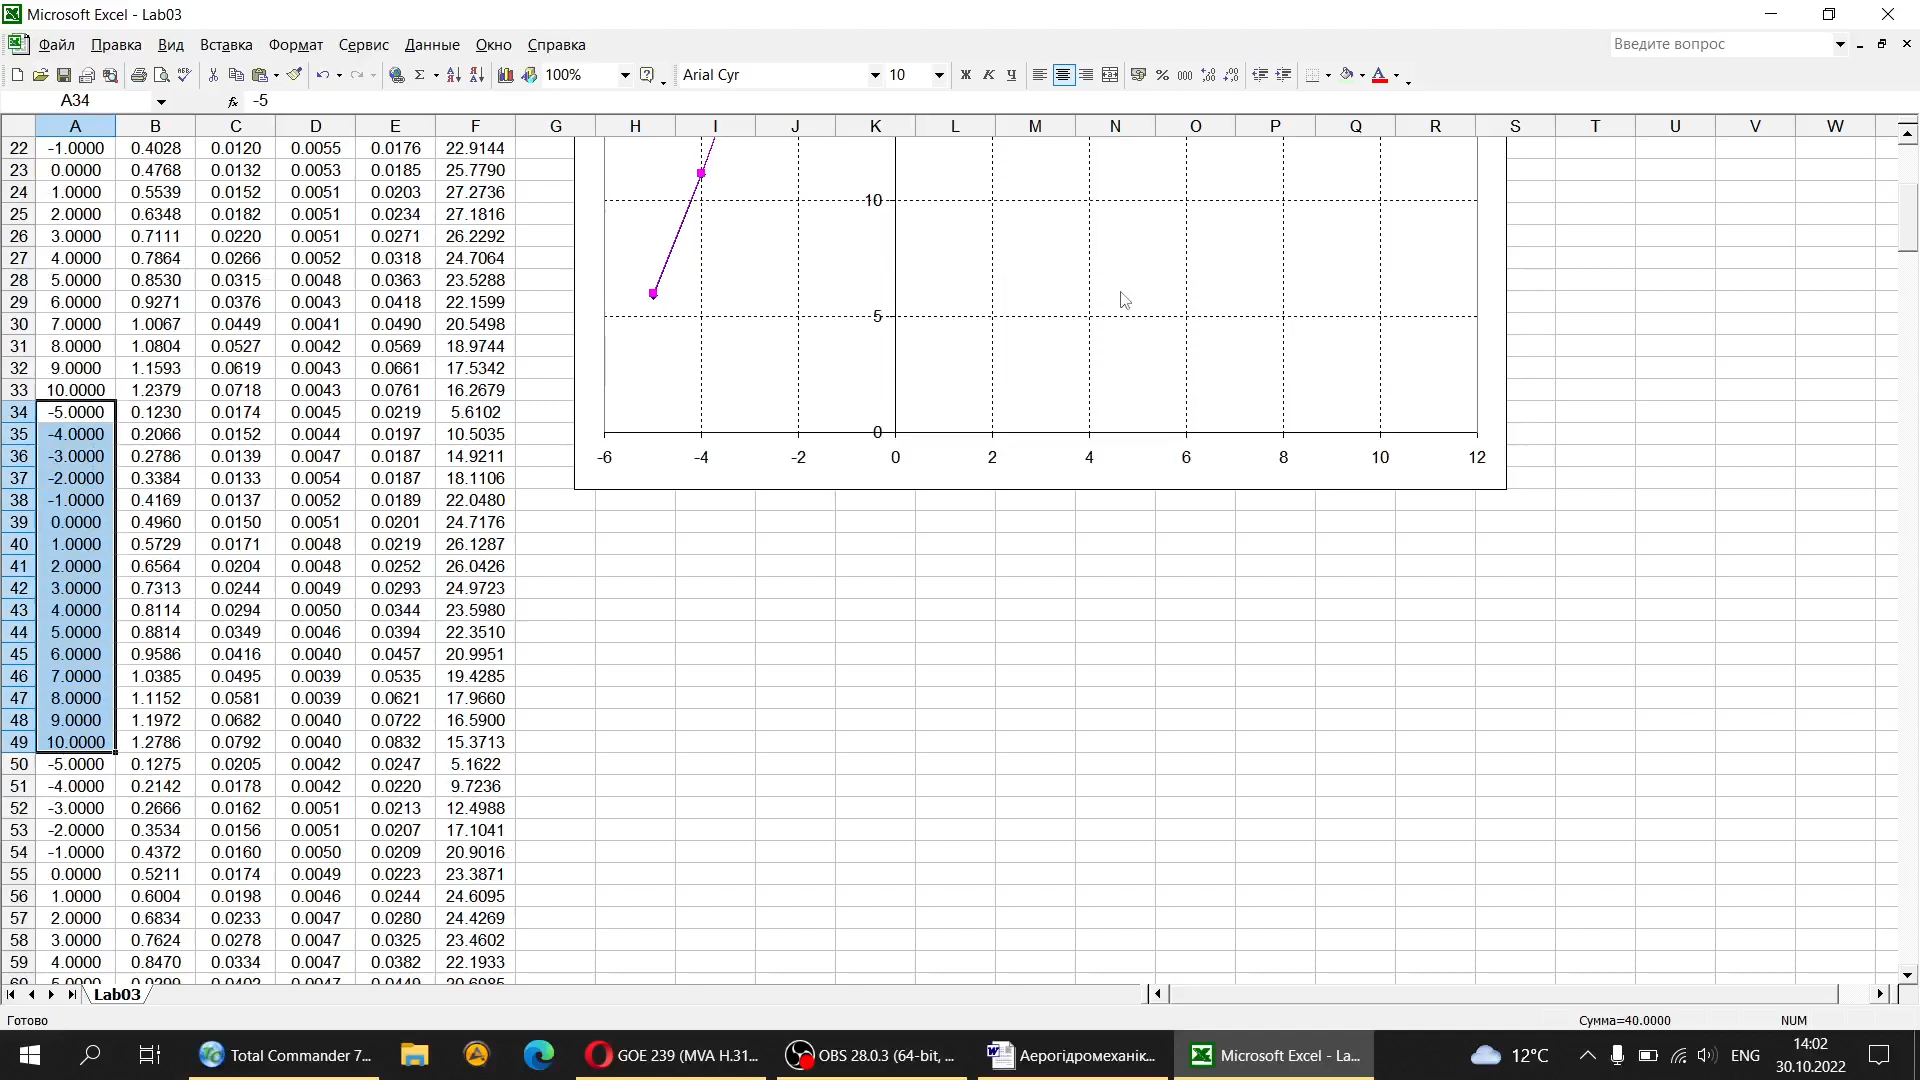 Microsoft Excel - Lab03
Файл Правка Вид Вставка Формат Сервис Данные Окно Справка Введите вопрос
100% Arial Cyr 10 Ж К Ч
A34 fx -5
A B C D E F G H I J K L M N O P Q R S T U V W
22 -1.0000 0.4028 0.0120 0.0055 0.0176 22.9144
23 0.0000 0.4768 0.0132 0.0053 0.0185 25.7790
24 1.0000 0.5539 0.0152 0.0051 0.0203 27.2736
25 2.0000 0.6348 0.0182 0.0051 0.0234 27.1816
26 3.0000 0.7111 0.0220 0.0051 0.0271 26.2292
27 4.0000 0.7864 0.0266 0.0052 0.0318 24.7064
28 5.0000 0.8530 0.0315 0.0048 0.0363 23.5288
29 6.0000 0.9271 0.0376 0.0043 0.0418 22.1599
30 7.0000 1.0067 0.0449 0.0041 0.0490 20.5498
31 8.0000 1.0804 0.0527 0.0042 0.0569 18.9744
32 9.0000 1.1593 0.0619 0.0043 0.0661 17.5342
33 10.0000 1.2379 0.0718 0.0043 0.0761 16.2679
34 -5.0000 0.1230 0.0174 0.0045 0.0219 5.6102
35 -4.0000 0.2066 0.0152 0.0044 0.0197 10.5035
36 -3.0000 0.2786 0.0139 0.0047 0.0187 14.9211
37 -2.0000 0.3384 0.0133 0.0054 0.0187 18.1106
38 -1.0000 0.4169 0.0137 0.0052 0.0189 22.0480
39 0.0000 0.4960 0.0150 0.0051 0.0201 24.7176
40 1.0000 0.5729 0.0171 0.0048 0.0219 26.1287
41 2.0000 0.6564 0.0204 0.0048 0.0252 26.0426
42 3.0000 0.7313 0.0244 0.0049 0.0293 24.9723
43 4.0000 0.8114 0.0294 0.0050 0.0344 23.5980
44 5.0000 0.8814 0.0349 0.0046 0.0394 22.3510
45 6.0000 0.9586 0.0416 0.0040 0.0457 20.9951
46 7.0000 1.0385 0.0495 0.0039 0.0535 19.4285
47 8.0000 1.1152 0.0581 0.0039 0.0621 17.9660
48 9.0000 1.1972 0.0682 0.0040 0.0722 16.5900
49 10.0000 1.2786 0.0792 0.0040 0.0832 15.3713
50 -5.0000 0.1275 0.0205 0.0042 0.0247 5.1622
51 -4.0000 0.2142 0.0178 0.0042 0.0220 9.7236
52 -3.0000 0.2666 0.0162 0.0051 0.0213 12.4988
53 -2.0000 0.3534 0.0156 0.0051 0.0207 17.1041
54 -1.0000 0.4372 0.0160 0.0050 0.0209 20.9016
55 0.0000 0.5211 0.0174 0.0049 0.0223 23.3871
56 1.0000 0.6004 0.0198 0.0046 0.0244 24.6095
57 2.0000 0.6834 0.0233 0.0047 0.0280 24.4269
58 3.0000 0.7624 0.0278 0.0047 0.0325 23.4602
59 4.0000 0.8470 0.0334 0.0047 0.0382 22.1933
10
5
0
-6 -4 -2 0 2 4 6 8 10 12
Lab03
Готово Сумма=40.0000 NUM
Total Commander 7... GOE 239 (MVA H.31... OBS 28.0.3 (64-bit, ... Аерогідромеханік... Microsoft Excel - La... 12°C ENG 14:02
30.10.2022